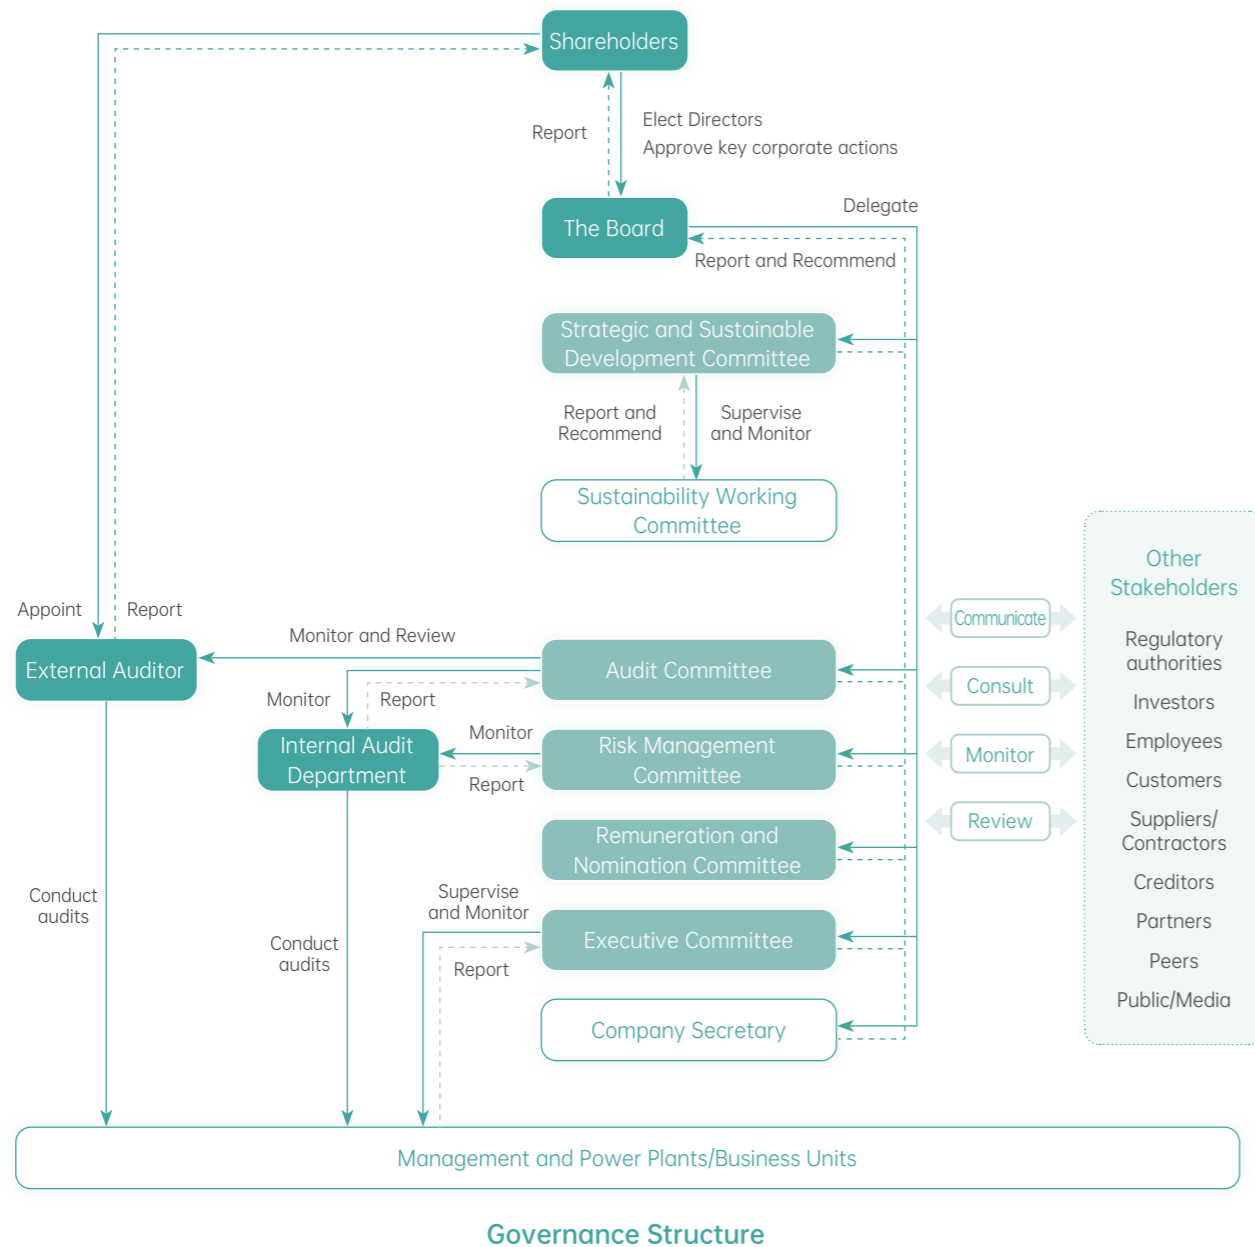 Shareholders
Report
Elect Directors
Approve key corporate actions
The Board
Delegate
Report and Recommend
Strategic and Sustainable
Development Committee
Report and
Recommend
Supervise
and Monitor
Sustainability Working
Committee
Appoint
Report
External Auditor
Monitor and Review
Audit Committee
Monitor
Report
Internal Audit
Department
Monitor
Report
Risk Management
Committee
Remuneration and
Nomination Committee
Supervise
and Monitor
Executive Committee
Report
Conduct
audits
Conduct
audits
Company Secretary
Communicate
Consult
Monitor
Review
Other
Stakeholders
Regulatory
authorities
Investors
Employees
Customers
Suppliers/
Contractors
Creditors
Partners
Peers
Public/Media
Management and Power Plants/Business Units
Governance Structure